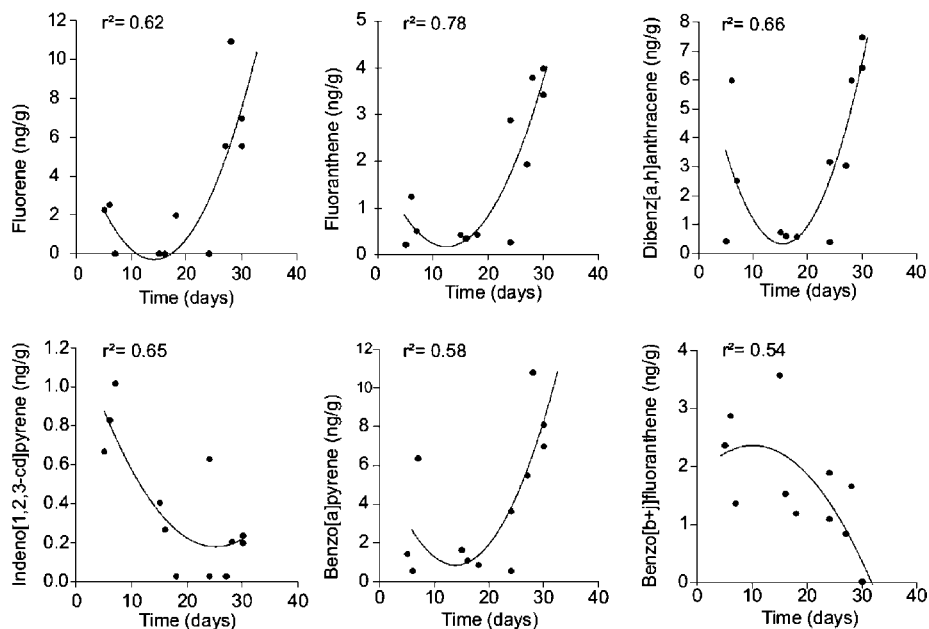 r²= 0.62
Fluorene (ng/g)
12
10
8
6
4
2
0
0 10 20 30 40
Time (days)
r²= 0.78
Fluoranthene (ng/g)
5
4
3
2
1
0
0 10 20 30 40
Time (days)
r²= 0.66
Dibenz[a,h]anthracene (ng/g)
8
7
6
5
4
3
2
1
0
0 10 20 30 40
Time (days)
r²= 0.65
Indeno[1,2,3-cd]pyrene (ng/g)
1.2
1.0
0.8
0.6
0.4
0.2
0.0
0 10 20 30 40
Time (days)
r²= 0.58
Benzo[a]pyrene (ng/g)
12
10
8
6
4
2
0
0 10 20 30 40
Time (days)
r²= 0.54
Benzo[b+j]fluoranthene (ng/g)
4
3
2
1
0
0 10 20 30 40
Time (days)